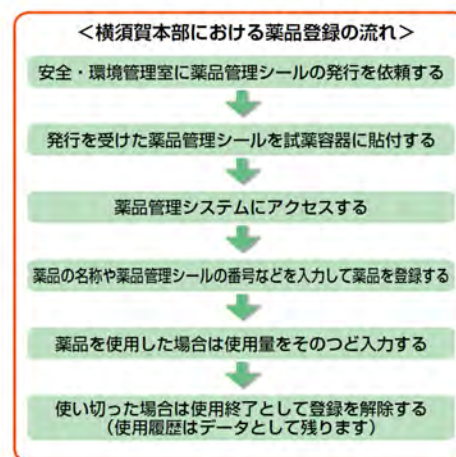 ＜横須賀本部における薬品登録の流れ＞
安全・環境管理室に薬品管理シールの発行を依頼する
発行を受けた薬品管理シールを試薬容器に貼付する
薬品管理システムにアクセスする
薬品の名称や薬品管理シールの番号などを入力して薬品を登録する
薬品を使用した場合は使用量をそのつど入力する
使い切った場合は使用終了として登録を解除する
（使用履歴はデータとして残ります）